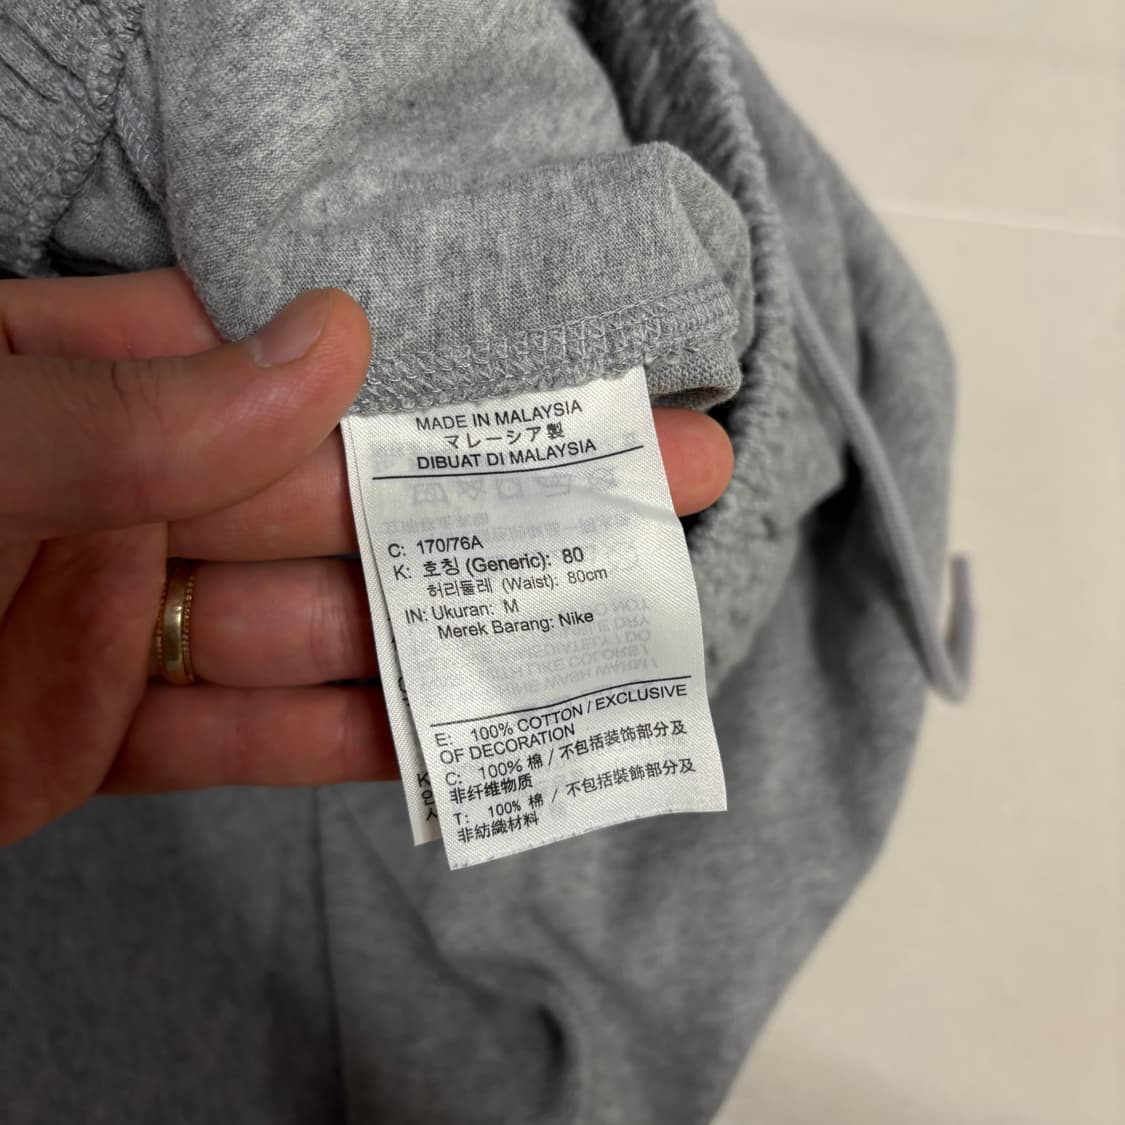 MADE IN MALAYSIA
マレーシア製
DIBUAT DI MALAYSIA
C: 170/76A
K: 호칭 (Generic): 80
허리둘레 (Waist): 80cm
IN: Ukuran: M
Merek Barang: Nike
E: 100% COTTON / EXCLUSIVE
OF DECORATION
C: 100% 棉 / 不包括装饰部分及
非纤维物质
T: 100% 棉 / 不包括裝飾部分及
非紡織材料